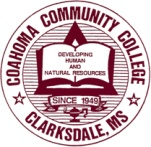 COAHOMA COMMUNITY COLLEGE
DEVELOPING
HUMAN
AND
NATURAL RESOURCES
SINCE 1949
CLARKSDALE, MS